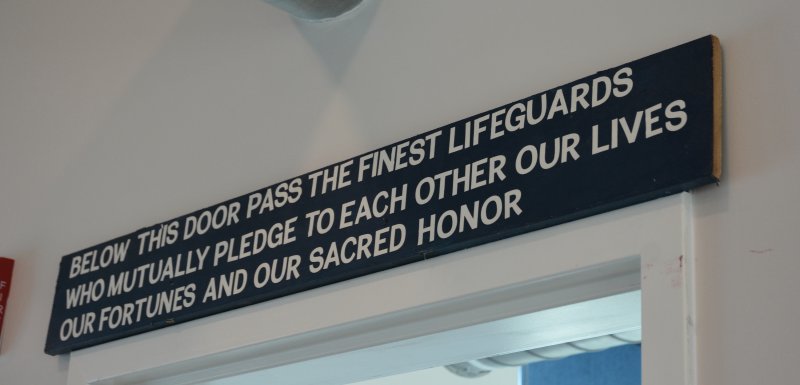 BELOW THIS DOOR PASS THE FINEST LIFEGUARDS
WHO MUTUALLY PLEDGE TO EACH OTHER OUR LIVES
OUR FORTUNES AND OUR SACRED HONOR